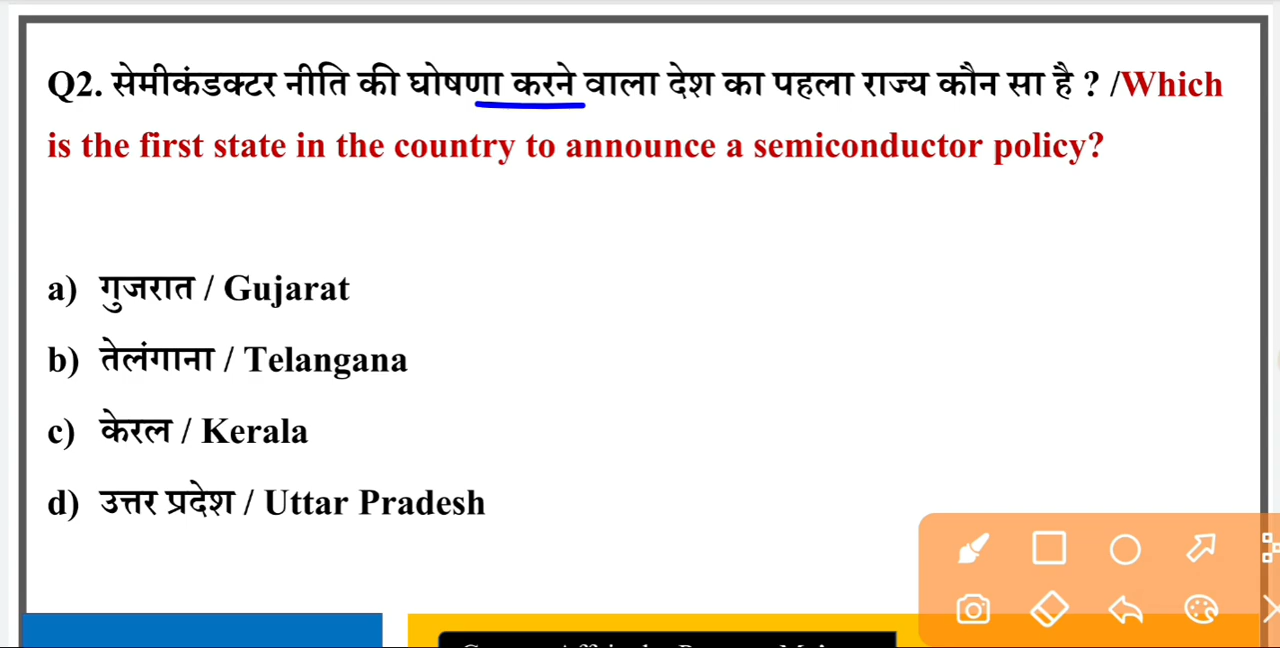 Q2. सेमीकंडक्टर नीति की घोषणा करने वाला देश का पहला राज्य कौन सा है ? /Which
is the first state in the country to announce a semiconductor policy?
a) गुजरात / Gujarat
b) तेलंगाना / Telangana
c) केरल / Kerala
d) उत्तर प्रदेश / Uttar Pradesh